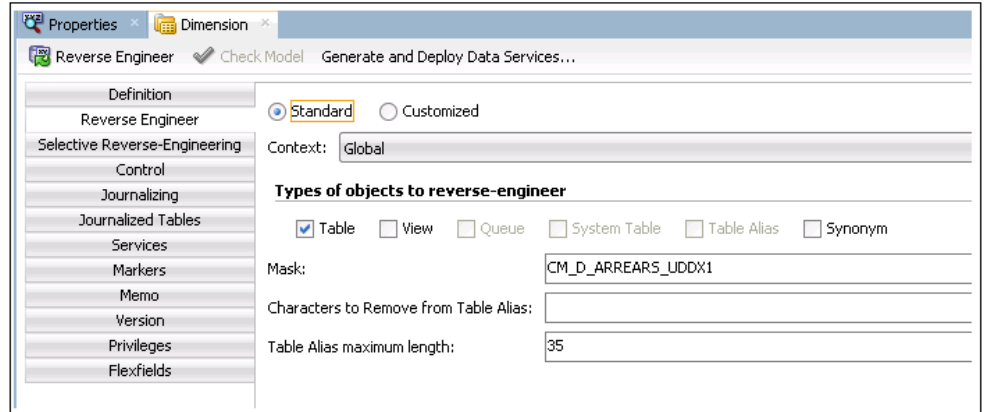 Properties Dimension
Reverse Engineer Check Model Generate and Deploy Data Services...
Definition
Reverse Engineer
Selective Reverse-Engineering
Control
Journalizing
Journalized Tables
Services
Markers
Memo
Version
Privileges
Flexfields
Standard Customized
Context: Global
Types of objects to reverse-engineer
Table View Queue System Table Table Alias Synonym
Mask: CM_D_ARREARS_UDDX1
Characters to Remove from Table Alias:
Table Alias maximum length: 35